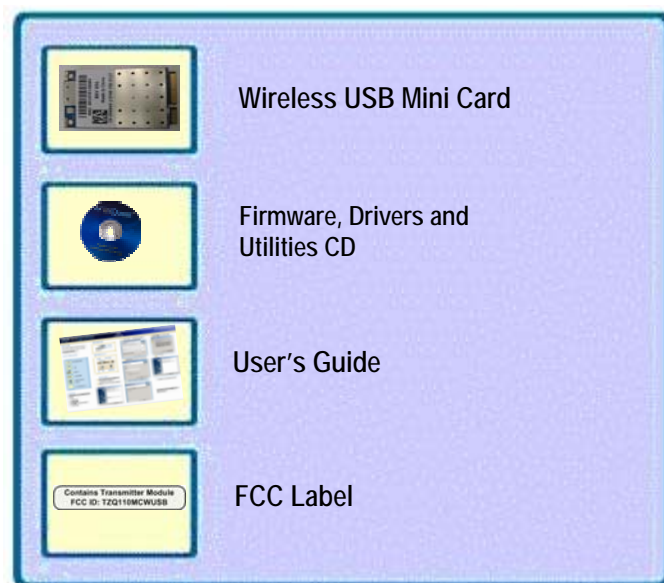 Wireless USB Mini Card
Firmware, Drivers and
Utilities CD
User's Guide
Contains Transmitter Module
FCC ID: TZQ110MCWUSB
FCC Label